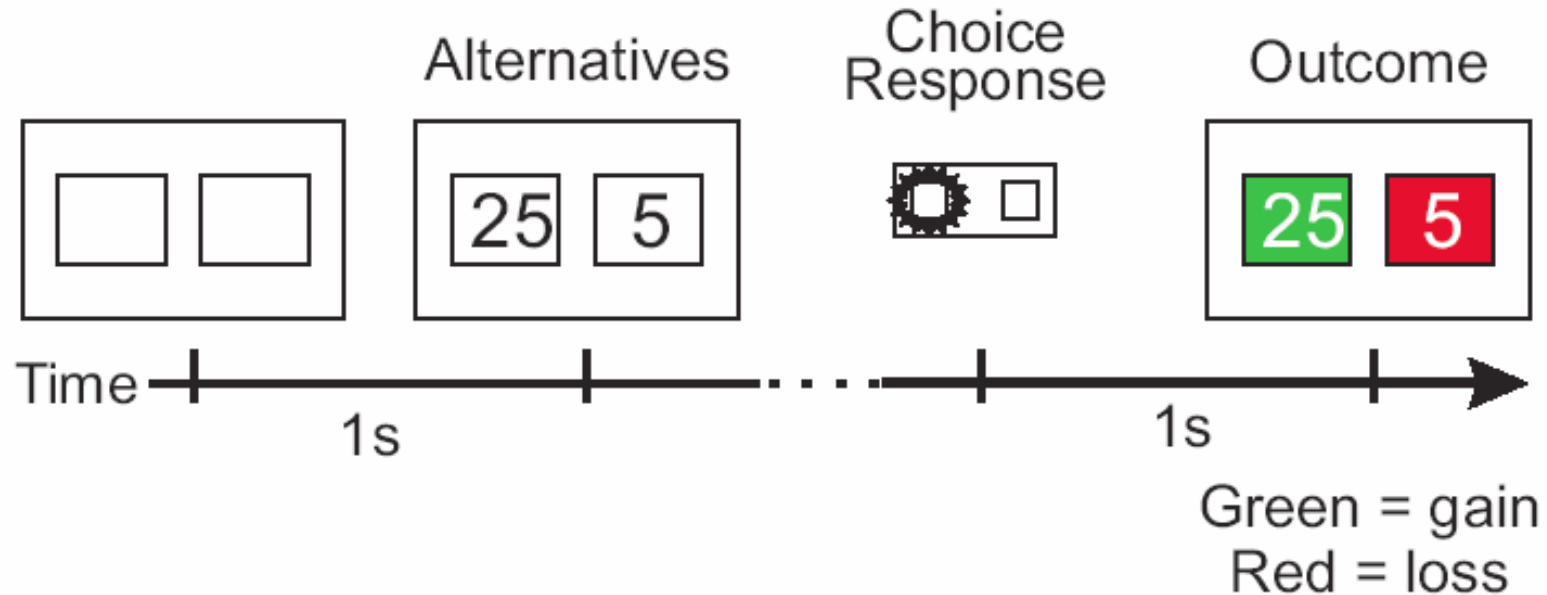 Alternatives
Choice
Response
Outcome
25 5
25 5
Time
1s
1s
Green = gain
Red = loss